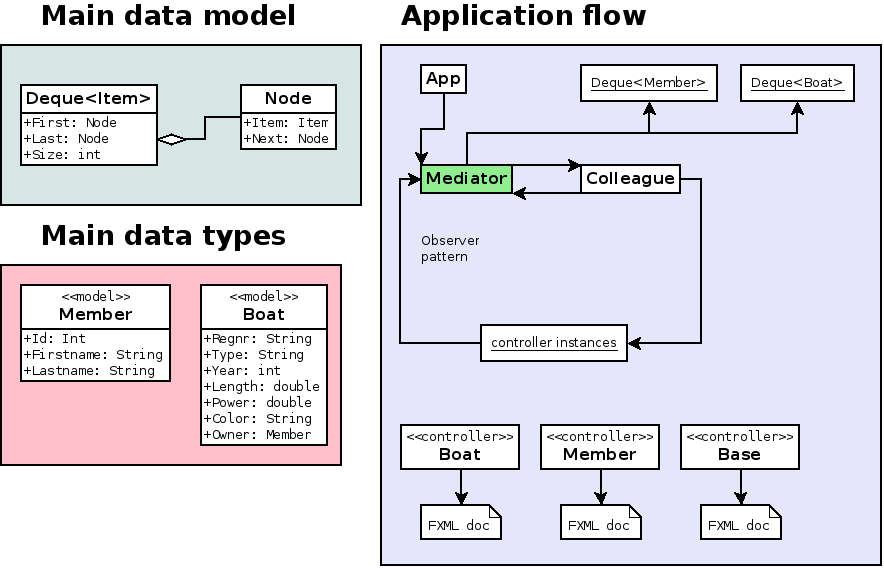 Main data model
Deque<Item>
+First: Node
+Last: Node
+Size: int
Node
+Item: Item
+Next: Node
Main data types
<<model>>
Member
+Id: Int
+Firstname: String
+Lastname: String
<<model>>
Boat
+Regnr: String
+Type: String
+Year: int
+Length: double
+Power: double
+Color: String
+Owner: Member
Application flow
App
Deque<Member>
Deque<Boat>
Mediator
Colleague
Observer
pattern
controller instances
<<controller>>
Boat
FXML doc
<<controller>>
Member
FXML doc
<<controller>>
Base
FXML doc